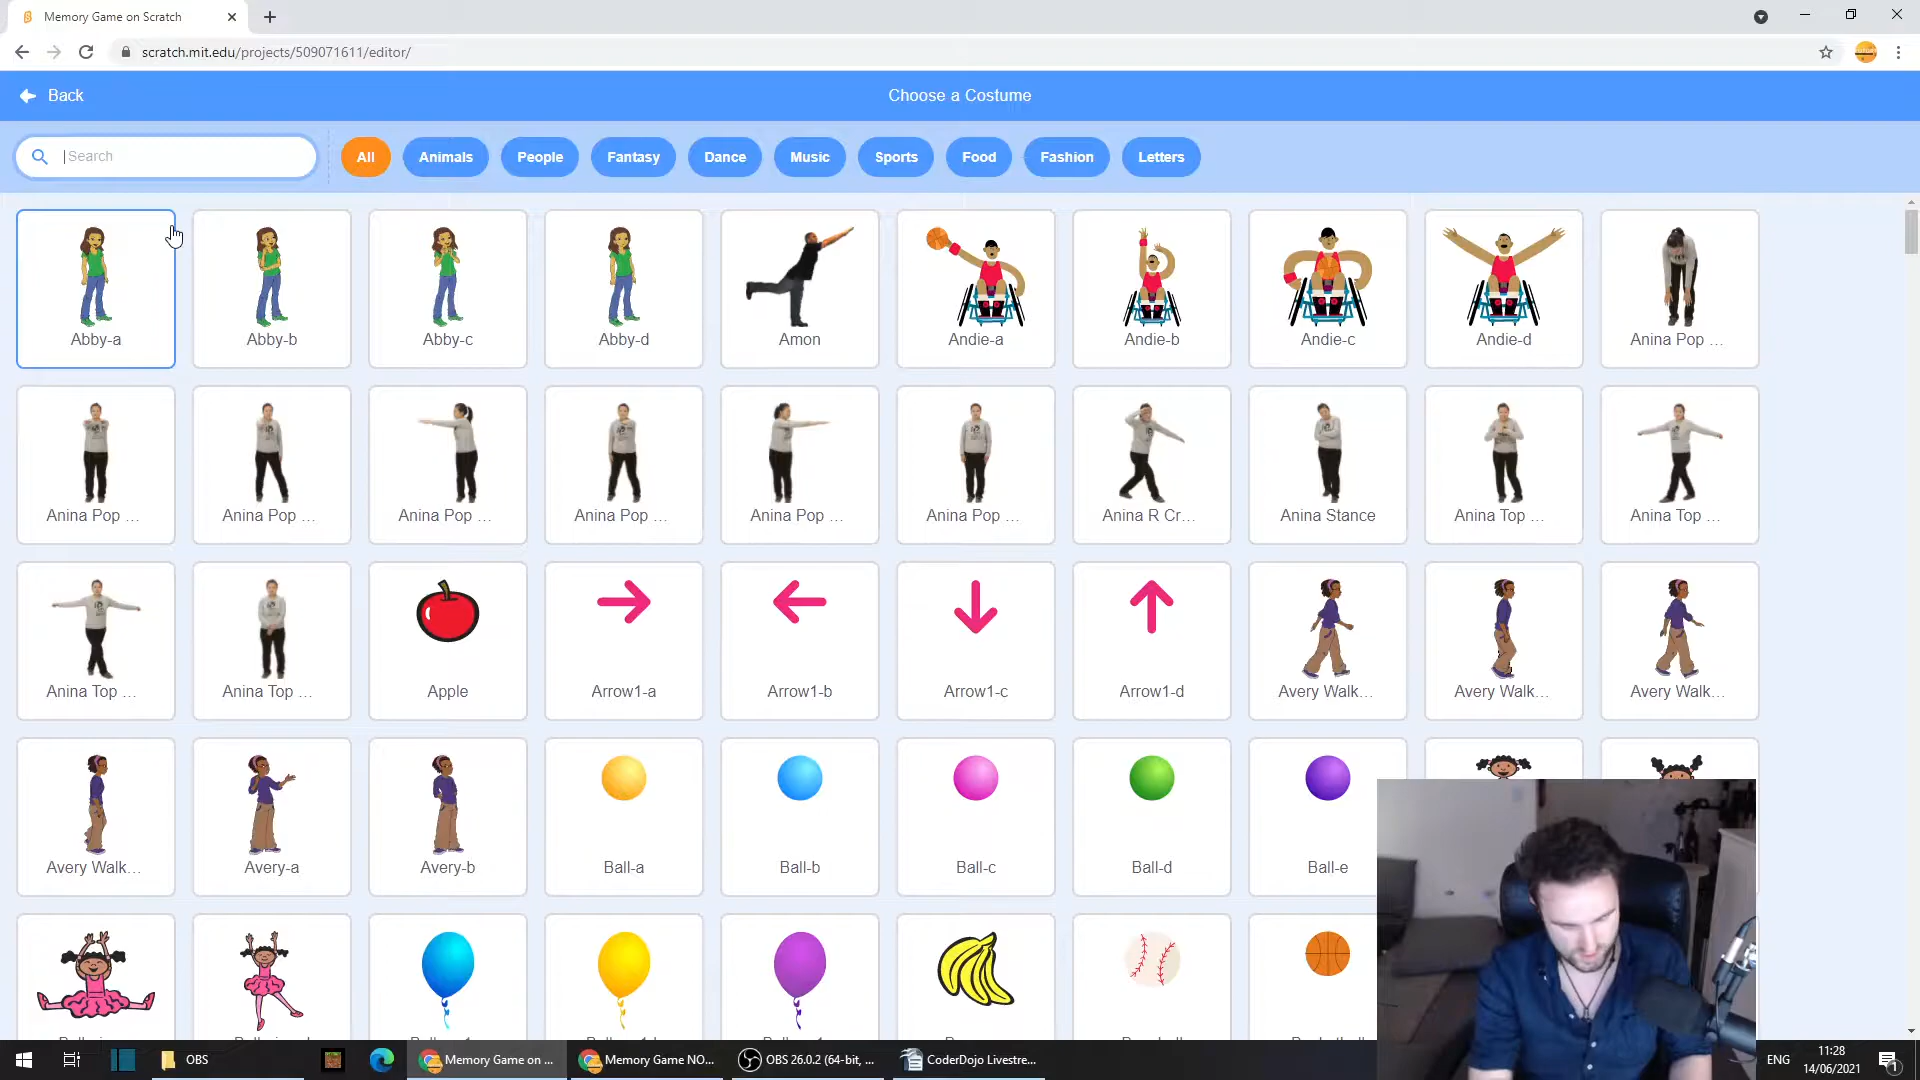 Memory Game on Scratch
scratch.mit.edu/projects/509071611/editor/
Back
Choose a Costume
Search
All
Animals
People
Fantasy
Dance
Music
Sports
Food
Fashion
Letters
Abby-a
Abby-b
Abby-c
Abby-d
Amon
Andie-a
Andie-b
Andie-c
Andie-d
Anina Pop ...
Anina Pop ...
Anina Pop ...
Anina Pop ...
Anina Pop ...
Anina Pop ...
Anina Pop ...
Anina R Cr...
Anina Stance
Anina Top ...
Anina Top ...
Anina Top ...
Anina Top ...
Apple
Arrow1-a
Arrow1-b
Arrow1-c
Arrow1-d
Avery Walk...
Avery Walk...
Avery Walk...
Avery Walk...
Avery-a
Avery-b
Ball-a
Ball-b
Ball-c
Ball-d
Ball-e
OBS
Memory Game on ...
Memory Game NO...
OBS 26.0.2 (64-bit, ...
CoderDojo Livestre...
ENG
11:28
14/06/2021
1